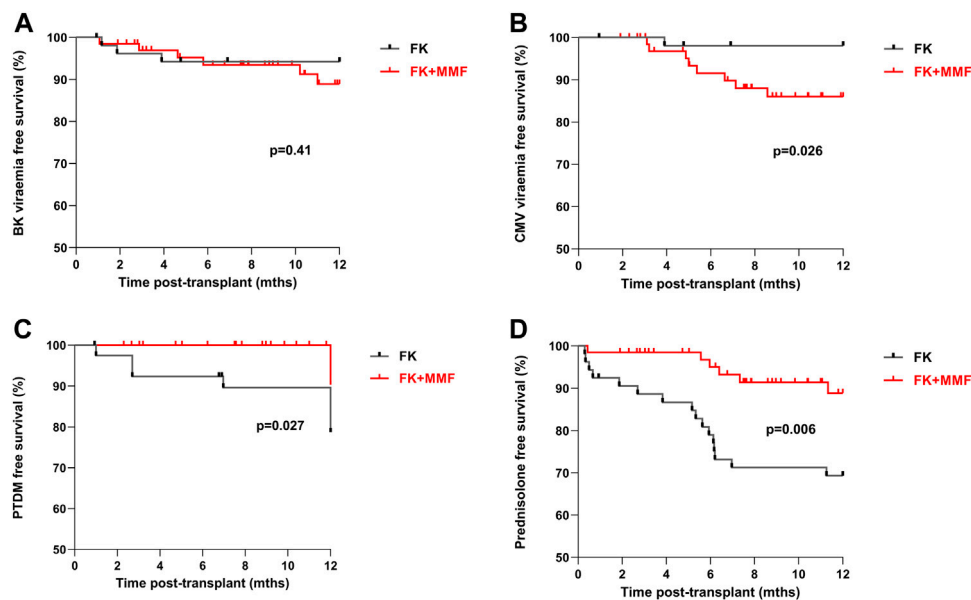 A
BK viraemia free survival (%)
100
90
80
70
60
50
0 2 4 6 8 10 12
Time post-transplant (mths)
FK
FK+MMF
p=0.41
B
CMV viraemia free survival (%)
100
90
80
70
60
50
0 2 4 6 8 10 12
Time post-transplant (mths)
FK
FK+MMF
p=0.026
C
PTDM free survival (%)
100
90
80
70
60
50
0 2 4 6 8 10 12
Time post-transplant (mths)
FK
FK+MMF
p=0.027
D
Prednisolone free survival (%)
100
90
80
70
60
50
0 2 4 6 8 10 12
Time post-transplant (mths)
FK
FK+MMF
p=0.006